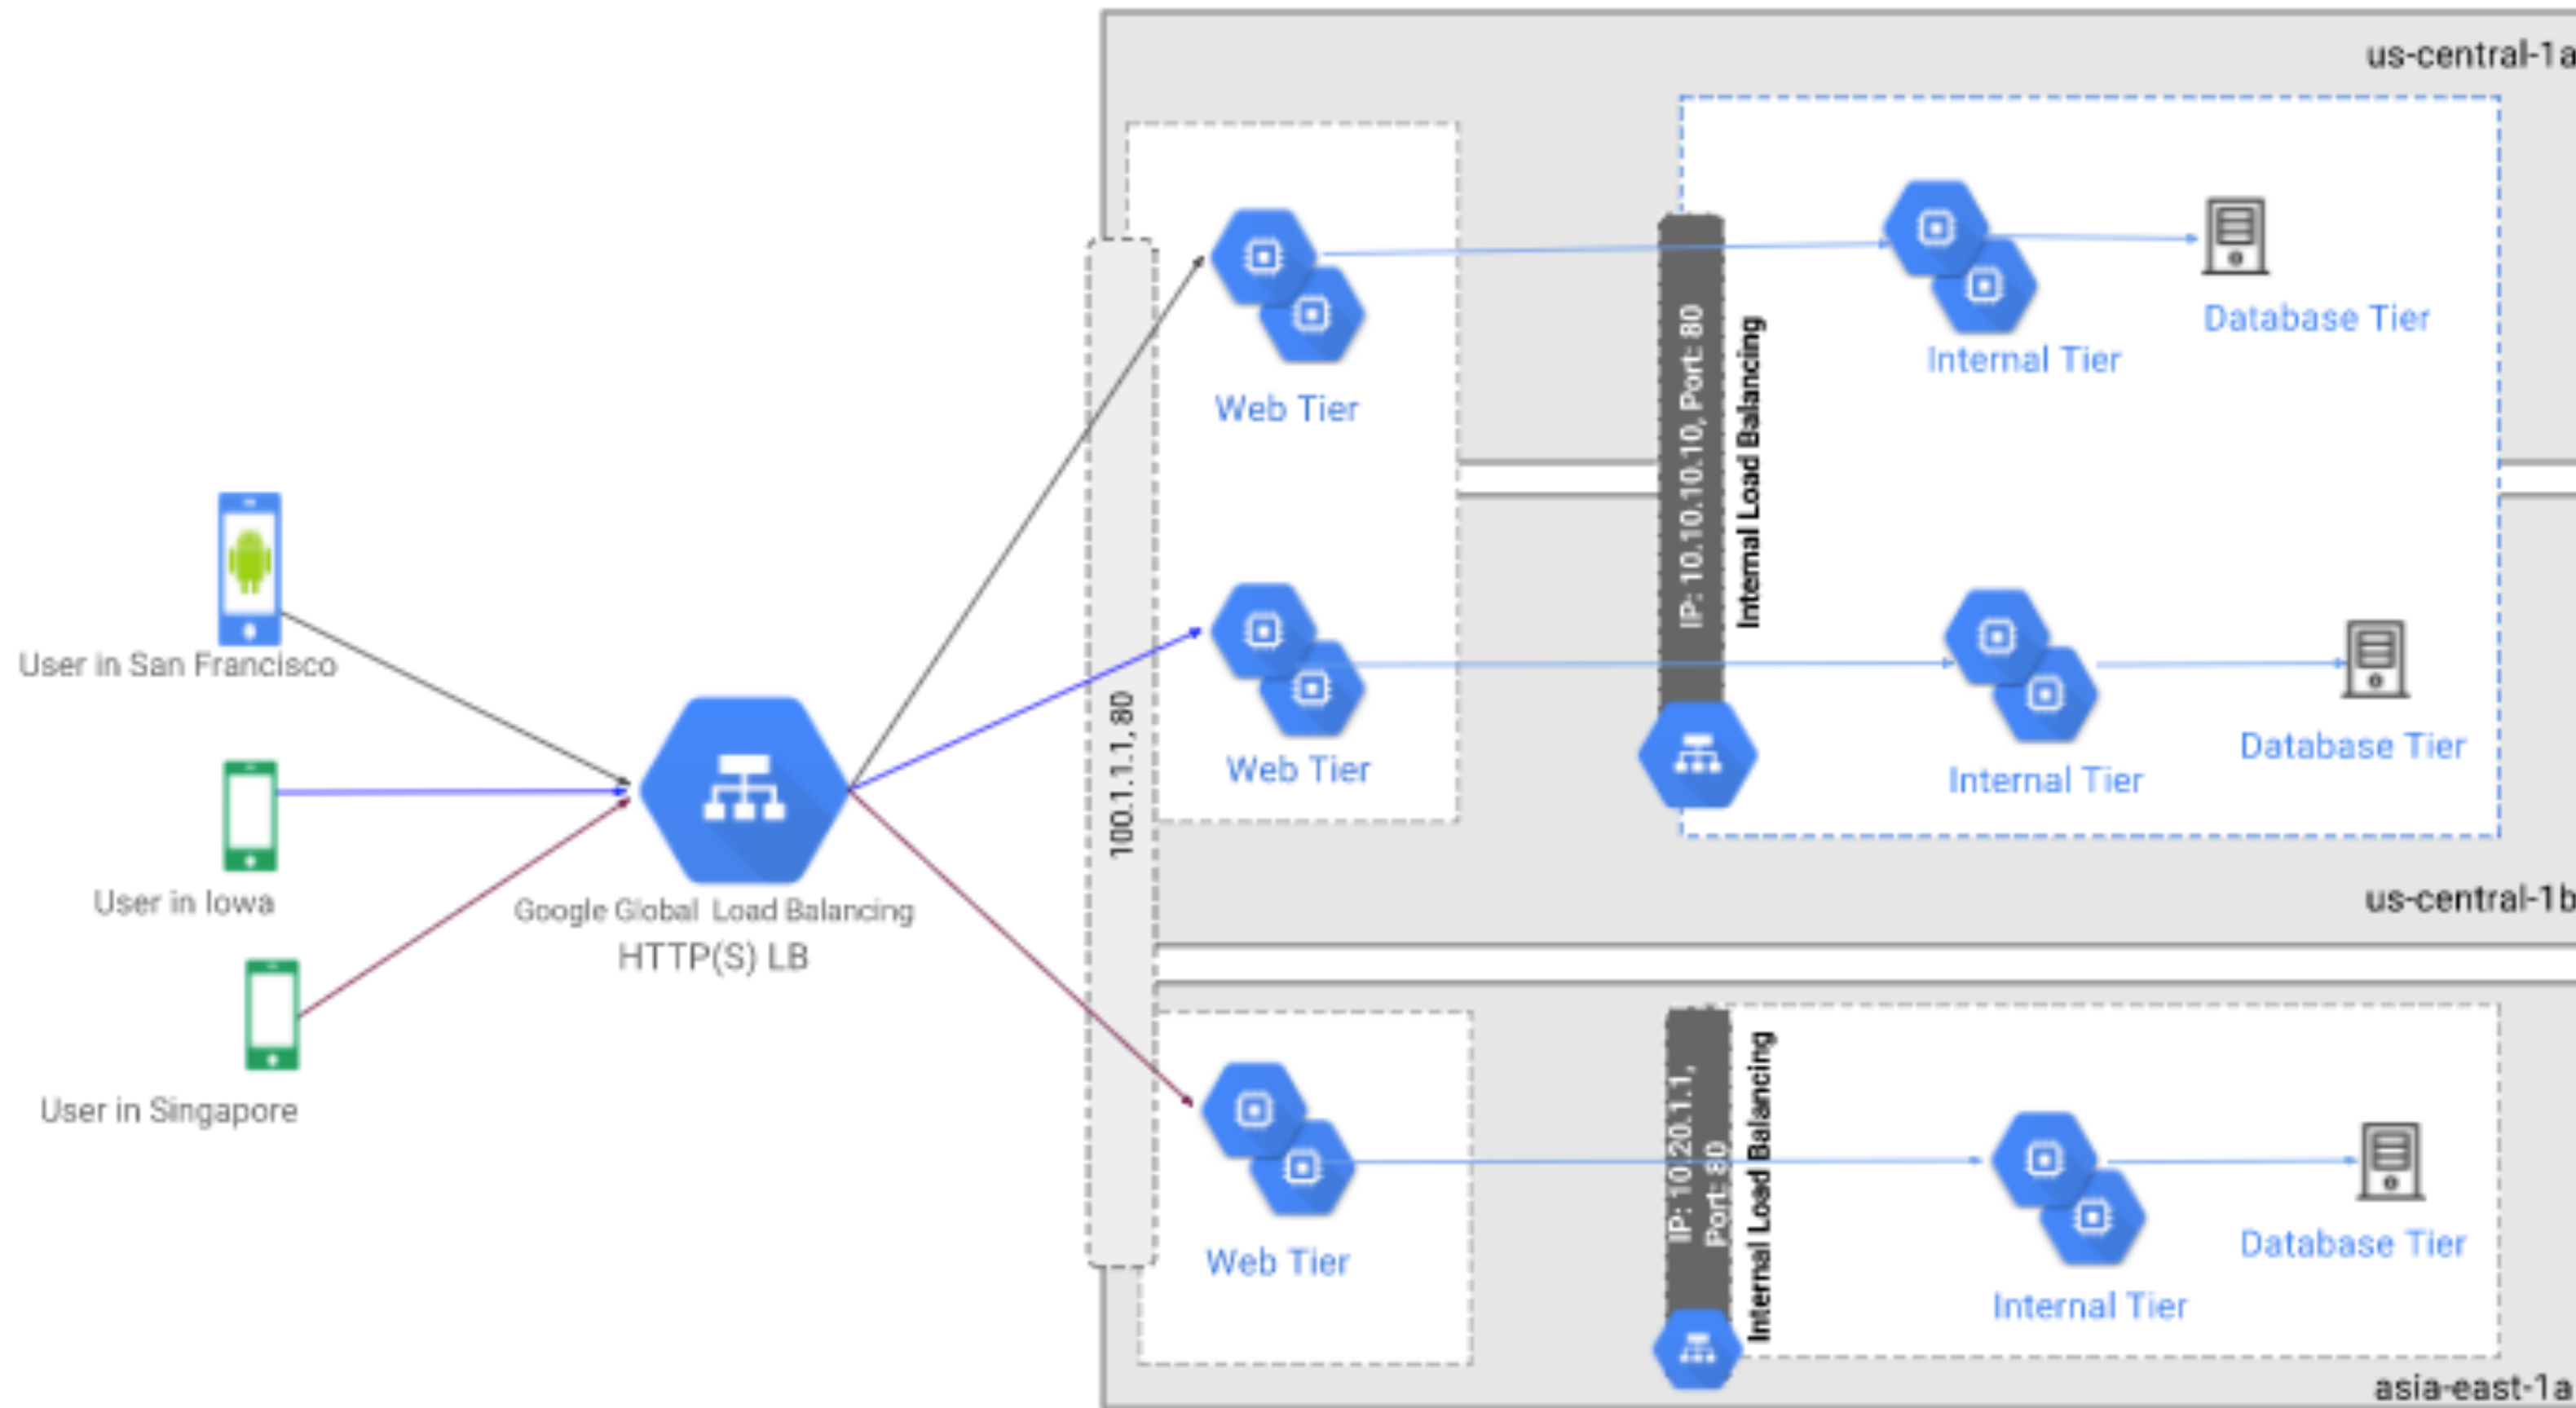 us-central-1a
Web Tier
IP: 10.10.10.10, Port: 80
Internal Load Balancing
Internal Tier
Database Tier
User in San Francisco
User in Iowa
User in Singapore
Google Global Load Balancing
HTTP(S) LB
100.1.1.1, 80
Web Tier
Internal Tier
Database Tier
us-central-1b
Web Tier
IP: 10.20.1.1,
Port: 80
Internal Load Balancing
Internal Tier
Database Tier
asia-east-1a